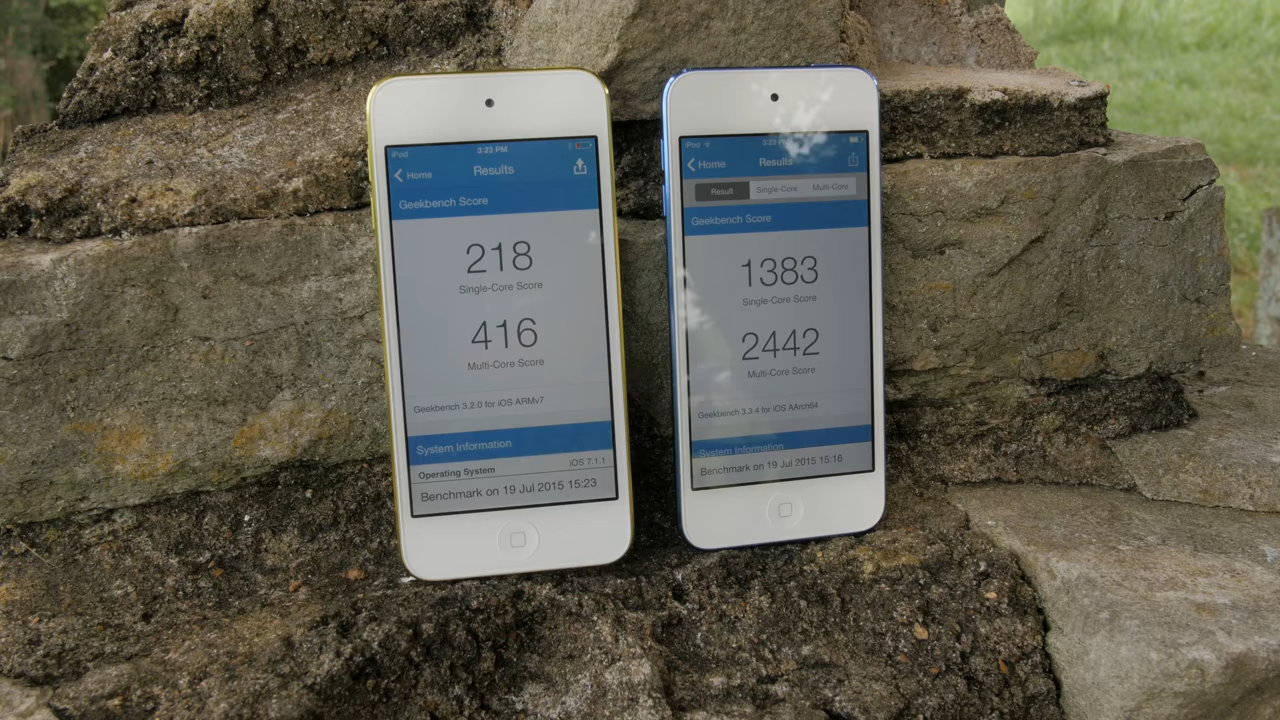 iPod 3:23 PM
Home Results
Geekbench Score
218
Single-Core Score
416
Multi-Core Score
Geekbench 3.2.0 for iOS ARMv7
System Information
Operating System iOS 7.1.1
Benchmark on 19 Jul 2015 15:23
iPod
Home Results
Result Single-Core Multi-Core
Geekbench Score
1383
Single-Core Score
2442
Multi-Core Score
Geekbench 3.3.4 for iOS AArch64
System Information
Benchmark on 19 Jul 2015 15:16